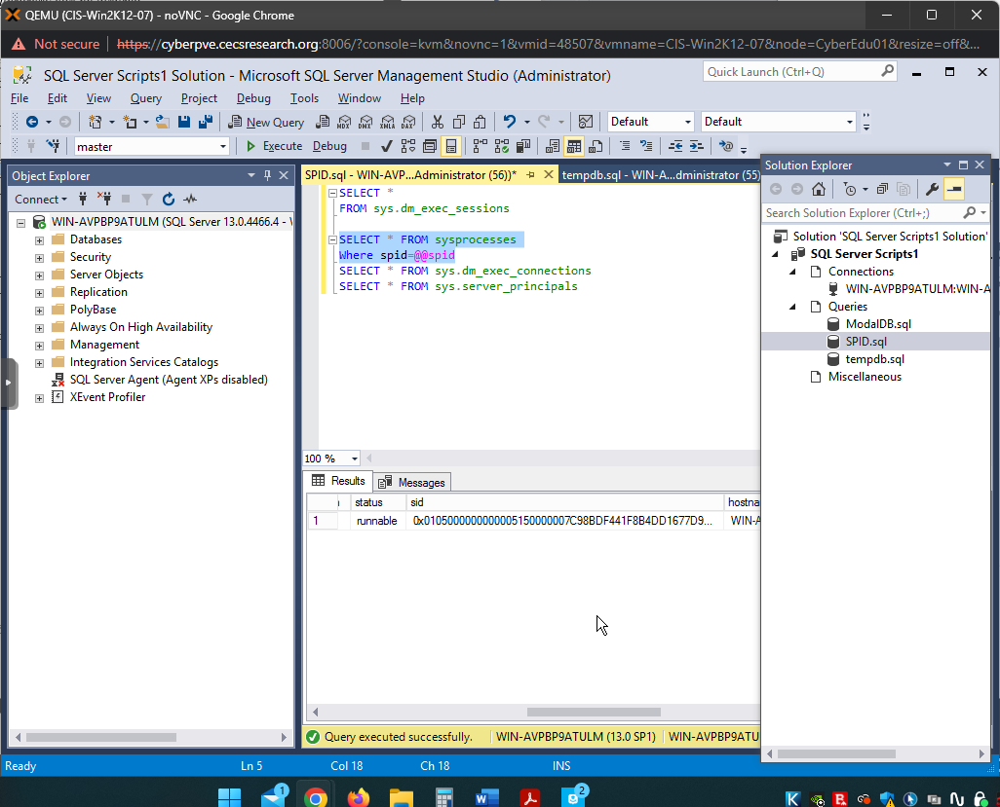 QEMU (CIS-Win2K12-07) - noVNC - Google Chrome
Not secure https://cyberpve.cecsresearch.org:8006/?console=kvm&novnc=1&vmid=48507&vmname=CIS-Win2K12-07&node=CyberEdu01&resize=off&...
SQL Server Scripts1 Solution - Microsoft SQL Server Management Studio (Administrator)
Quick Launch (Ctrl+Q)
File Edit View Query Project Debug Tools Window Help
New Query MDX DMX XMLA DAX Default Default
master Execute Debug
Object Explorer
Connect
WIN-AVPBP9ATULM (SQL Server 13.0.4466.4 - \
Databases
Security
Server Objects
Replication
PolyBase
Always On High Availability
Management
Integration Services Catalogs
SQL Server Agent (Agent XPs disabled)
XEvent Profiler
SPID.sql - WIN-AVP...Administrator (56))* tempdb.sql - WIN-A...dministrator (55)
SELECT *
FROM sys.dm_exec_sessions
SELECT * FROM sysprocesses
Where spid=@@spid
SELECT * FROM sys.dm_exec_connections
SELECT * FROM sys.server_principals
100 %
Results Messages
status sid hostna
1 runnable 0x0105000000000005150000007C98BDF441F8B4DD1677D9... WIN-A
Query executed successfully. WIN-AVPBP9ATULM (13.0 SP1) WIN-AVPBP9ATU
Solution Explorer
Search Solution Explorer (Ctrl+;)
Solution 'SQL Server Scripts1 Solution'
SQL Server Scripts1
Connections
WIN-AVPBP9ATULM:WIN-A
Queries
ModalDB.sql
SPID.sql
tempdb.sql
Miscellaneous
Ready Ln 5 Col 18 Ch 18 INS
1 2